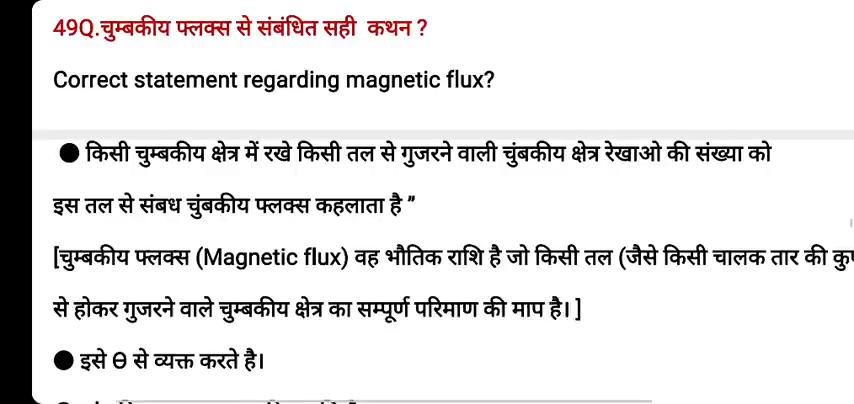 49Q.चुम्बकीय फ्लक्स से संबंधित सही कथन ?
Correct statement regarding magnetic flux?
● किसी चुम्बकीय क्षेत्र में रखे किसी तल से गुजरने वाली चुंबकीय क्षेत्र रेखाओ की संख्या को
इस तल से संबध चुंबकीय फ्लक्स कहलाता है ”
[चुम्बकीय फ्लक्स (Magnetic flux) वह भौतिक राशि है जो किसी तल (जैसे किसी चालक तार की
से होकर गुजरने वाले चुम्बकीय क्षेत्र का सम्पूर्ण परिमाण की माप है। ]
● इसे Θ से व्यक्त करते है।